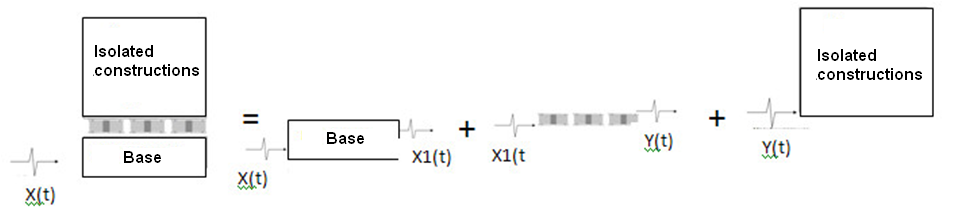 Isolated
.constructions
Base
X(t)
=
X(t)
Base
X1(t)
+
X1(t
Y(t)
+
Y(t)
Isolated
.constructions